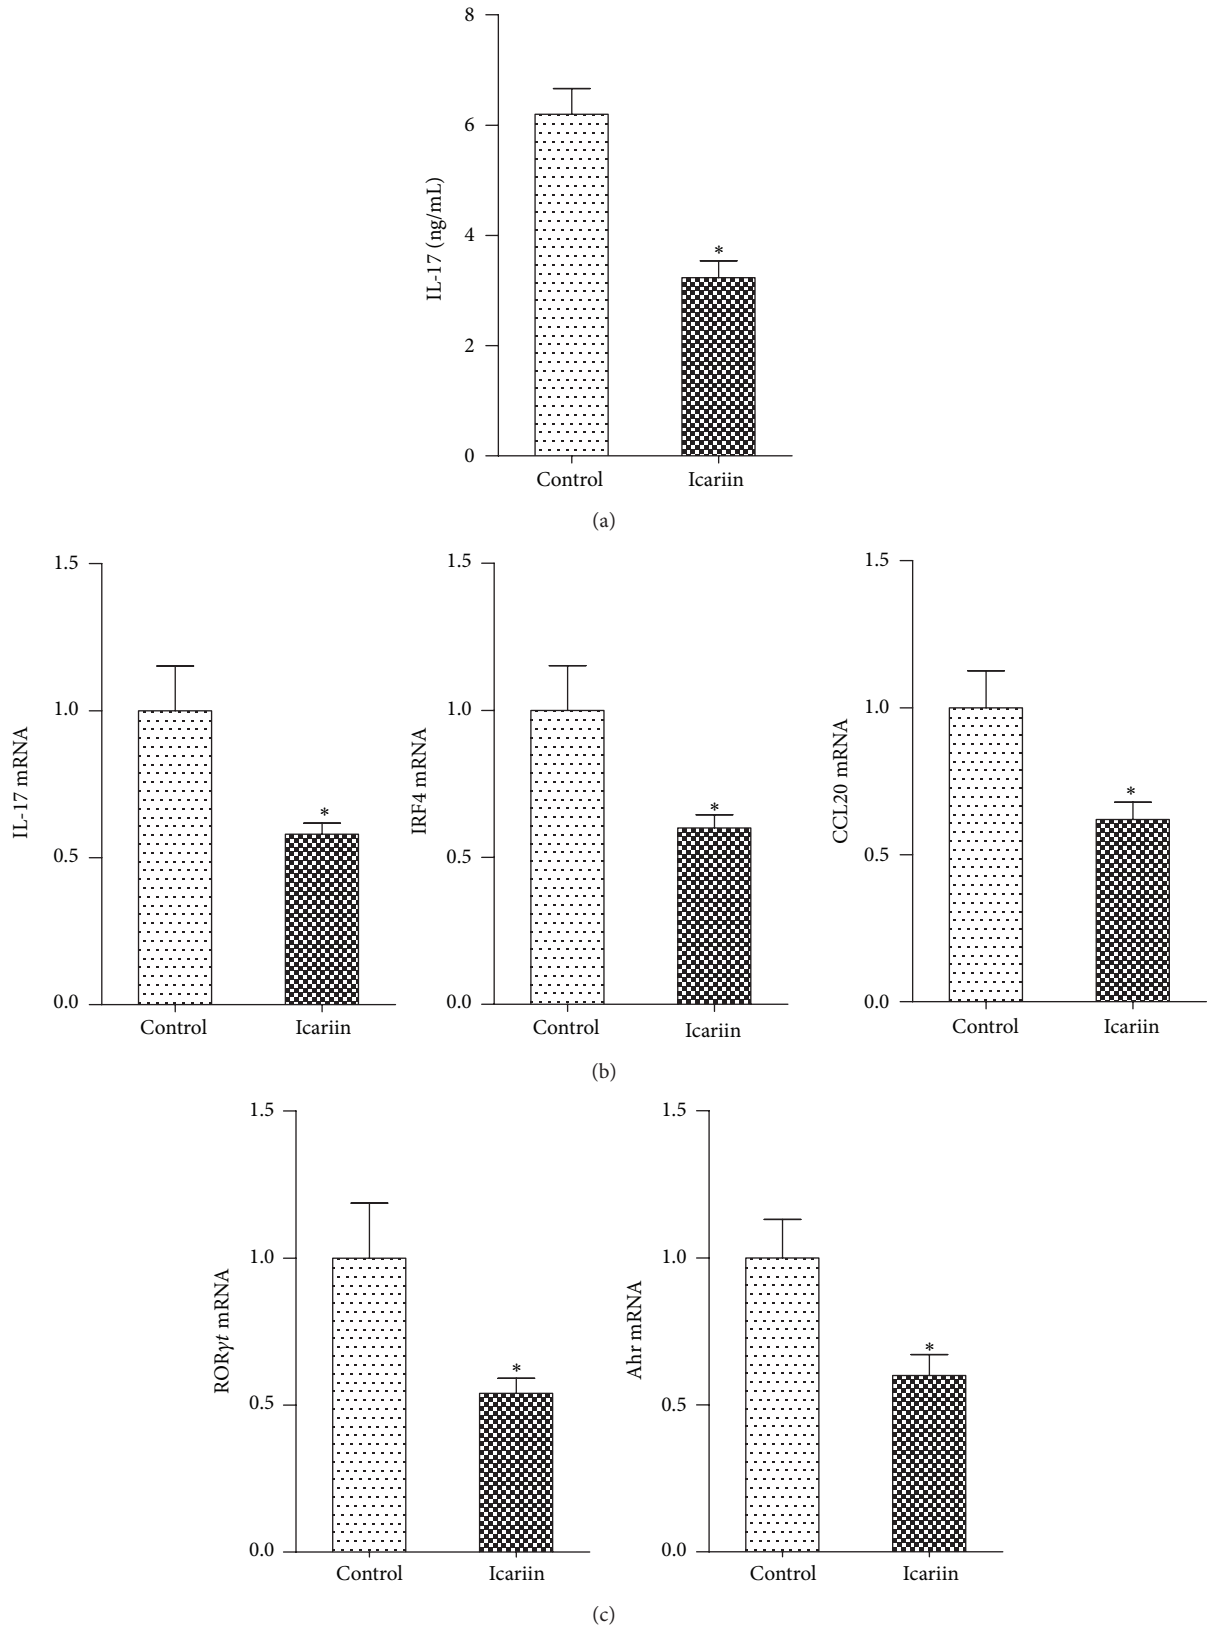 8
6
4
2
0
IL-17 (ng/mL)
*
Control Icariin
(a)
1.5
1.0
0.5
0.0
IL-17 mRNA
*
Control Icariin
1.5
1.0
0.5
0.0
IRF4 mRNA
*
Control Icariin
1.5
1.0
0.5
0.0
CCL20 mRNA
*
Control Icariin
(b)
1.5
1.0
0.5
0.0
RORγt mRNA
*
Control Icariin
1.5
1.0
0.5
0.0
Ahr mRNA
*
Control Icariin
(c)